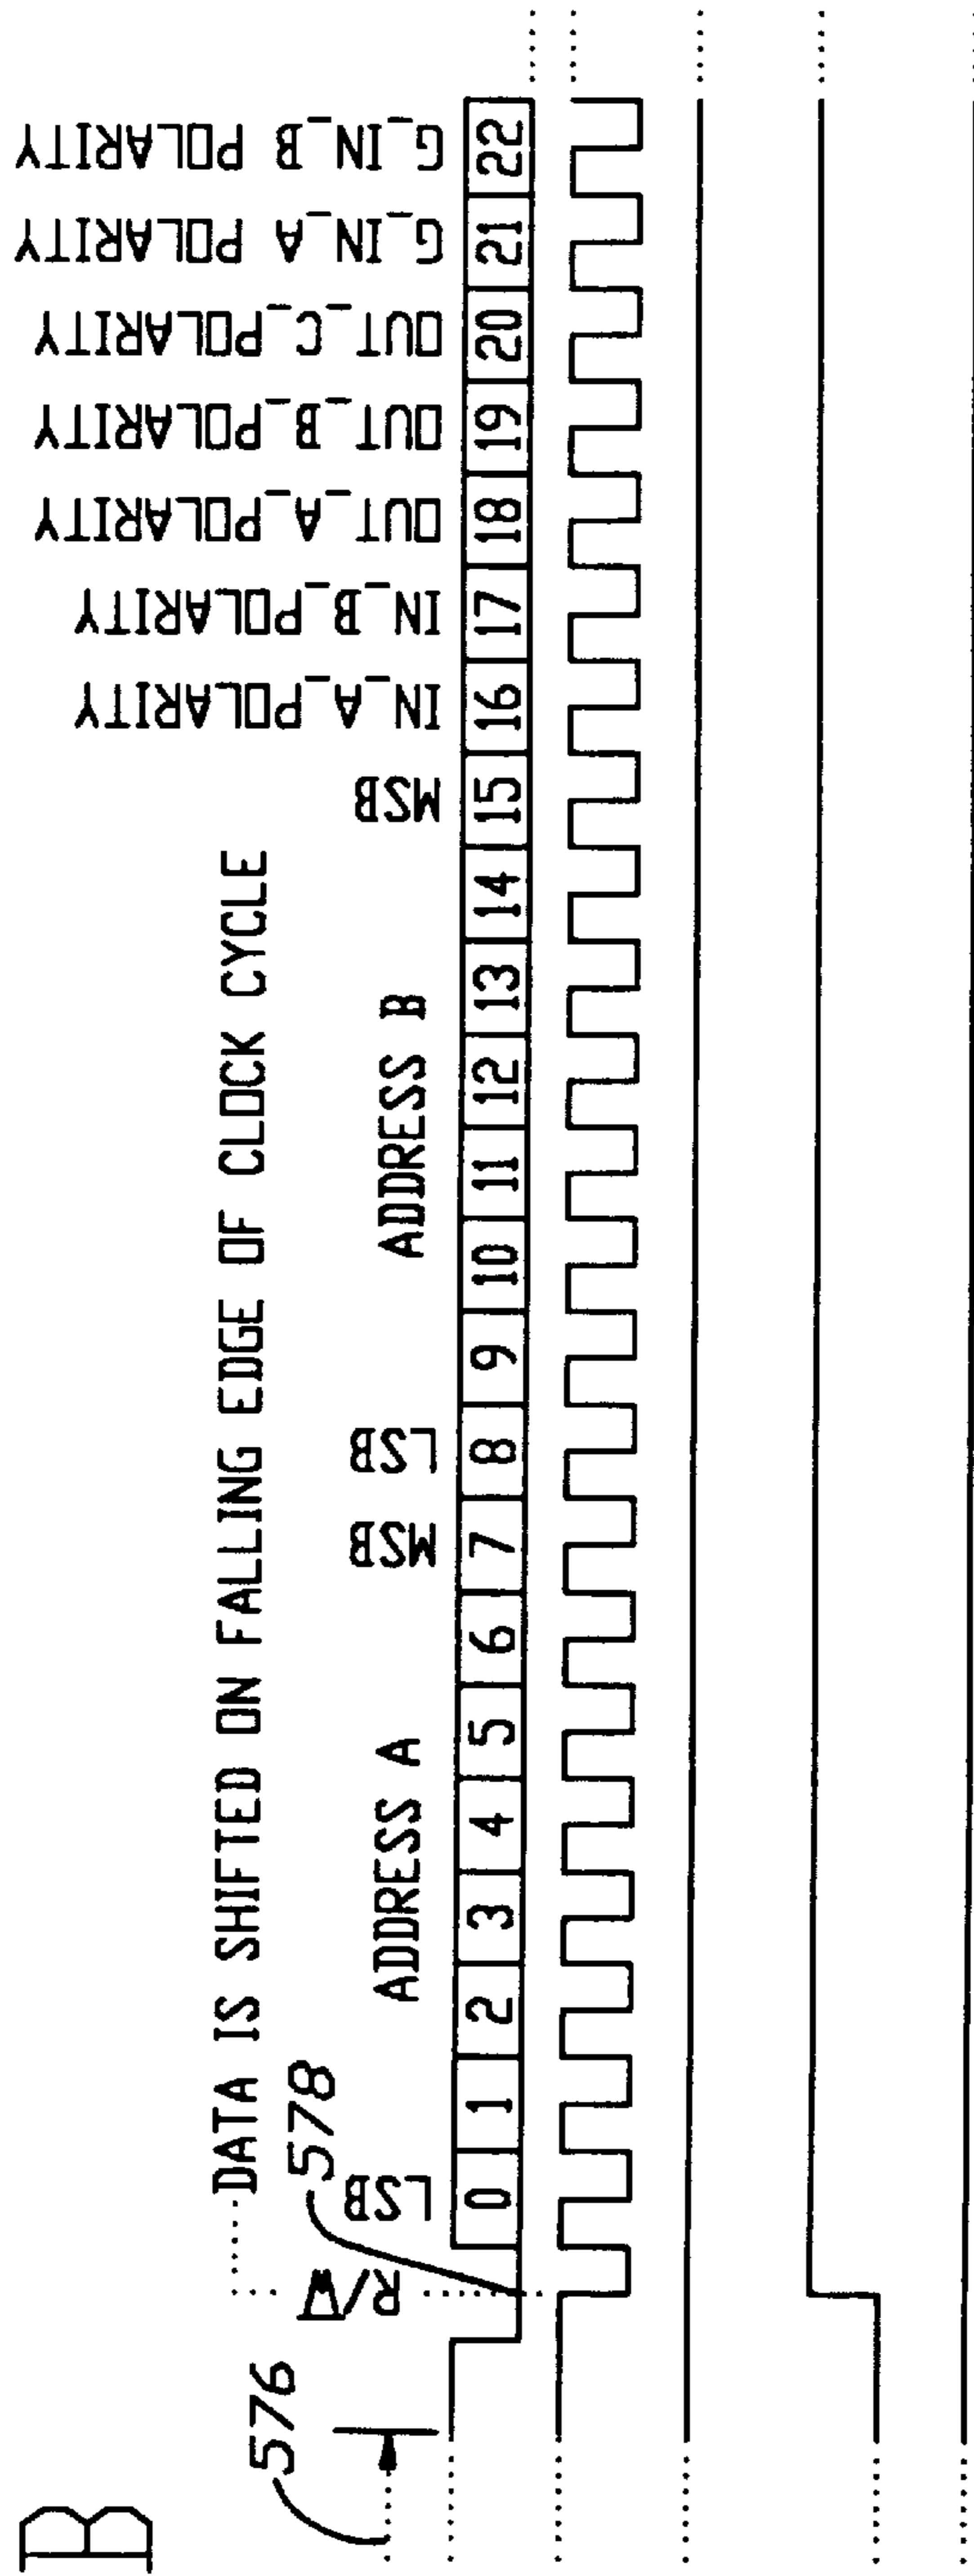 B
576
DATA IS SHIFTED ON FALLING EDGE OF CLOCK CYCLE
578
R/W̅
LSB
ADDRESS A
MSB
LSB
ADDRESS B
MSB
IN_A_POLARITY
IN_B_POLARITY
OUT_A_POLARITY
OUT_B_POLARITY
OUT_C_POLARITY
G_IN_A POLARITY
G_IN_B POLARITY
0 1 2 3 4 5 6 7 8 9 10 11 12 13 14 15 16 17 18 19 20 21 22